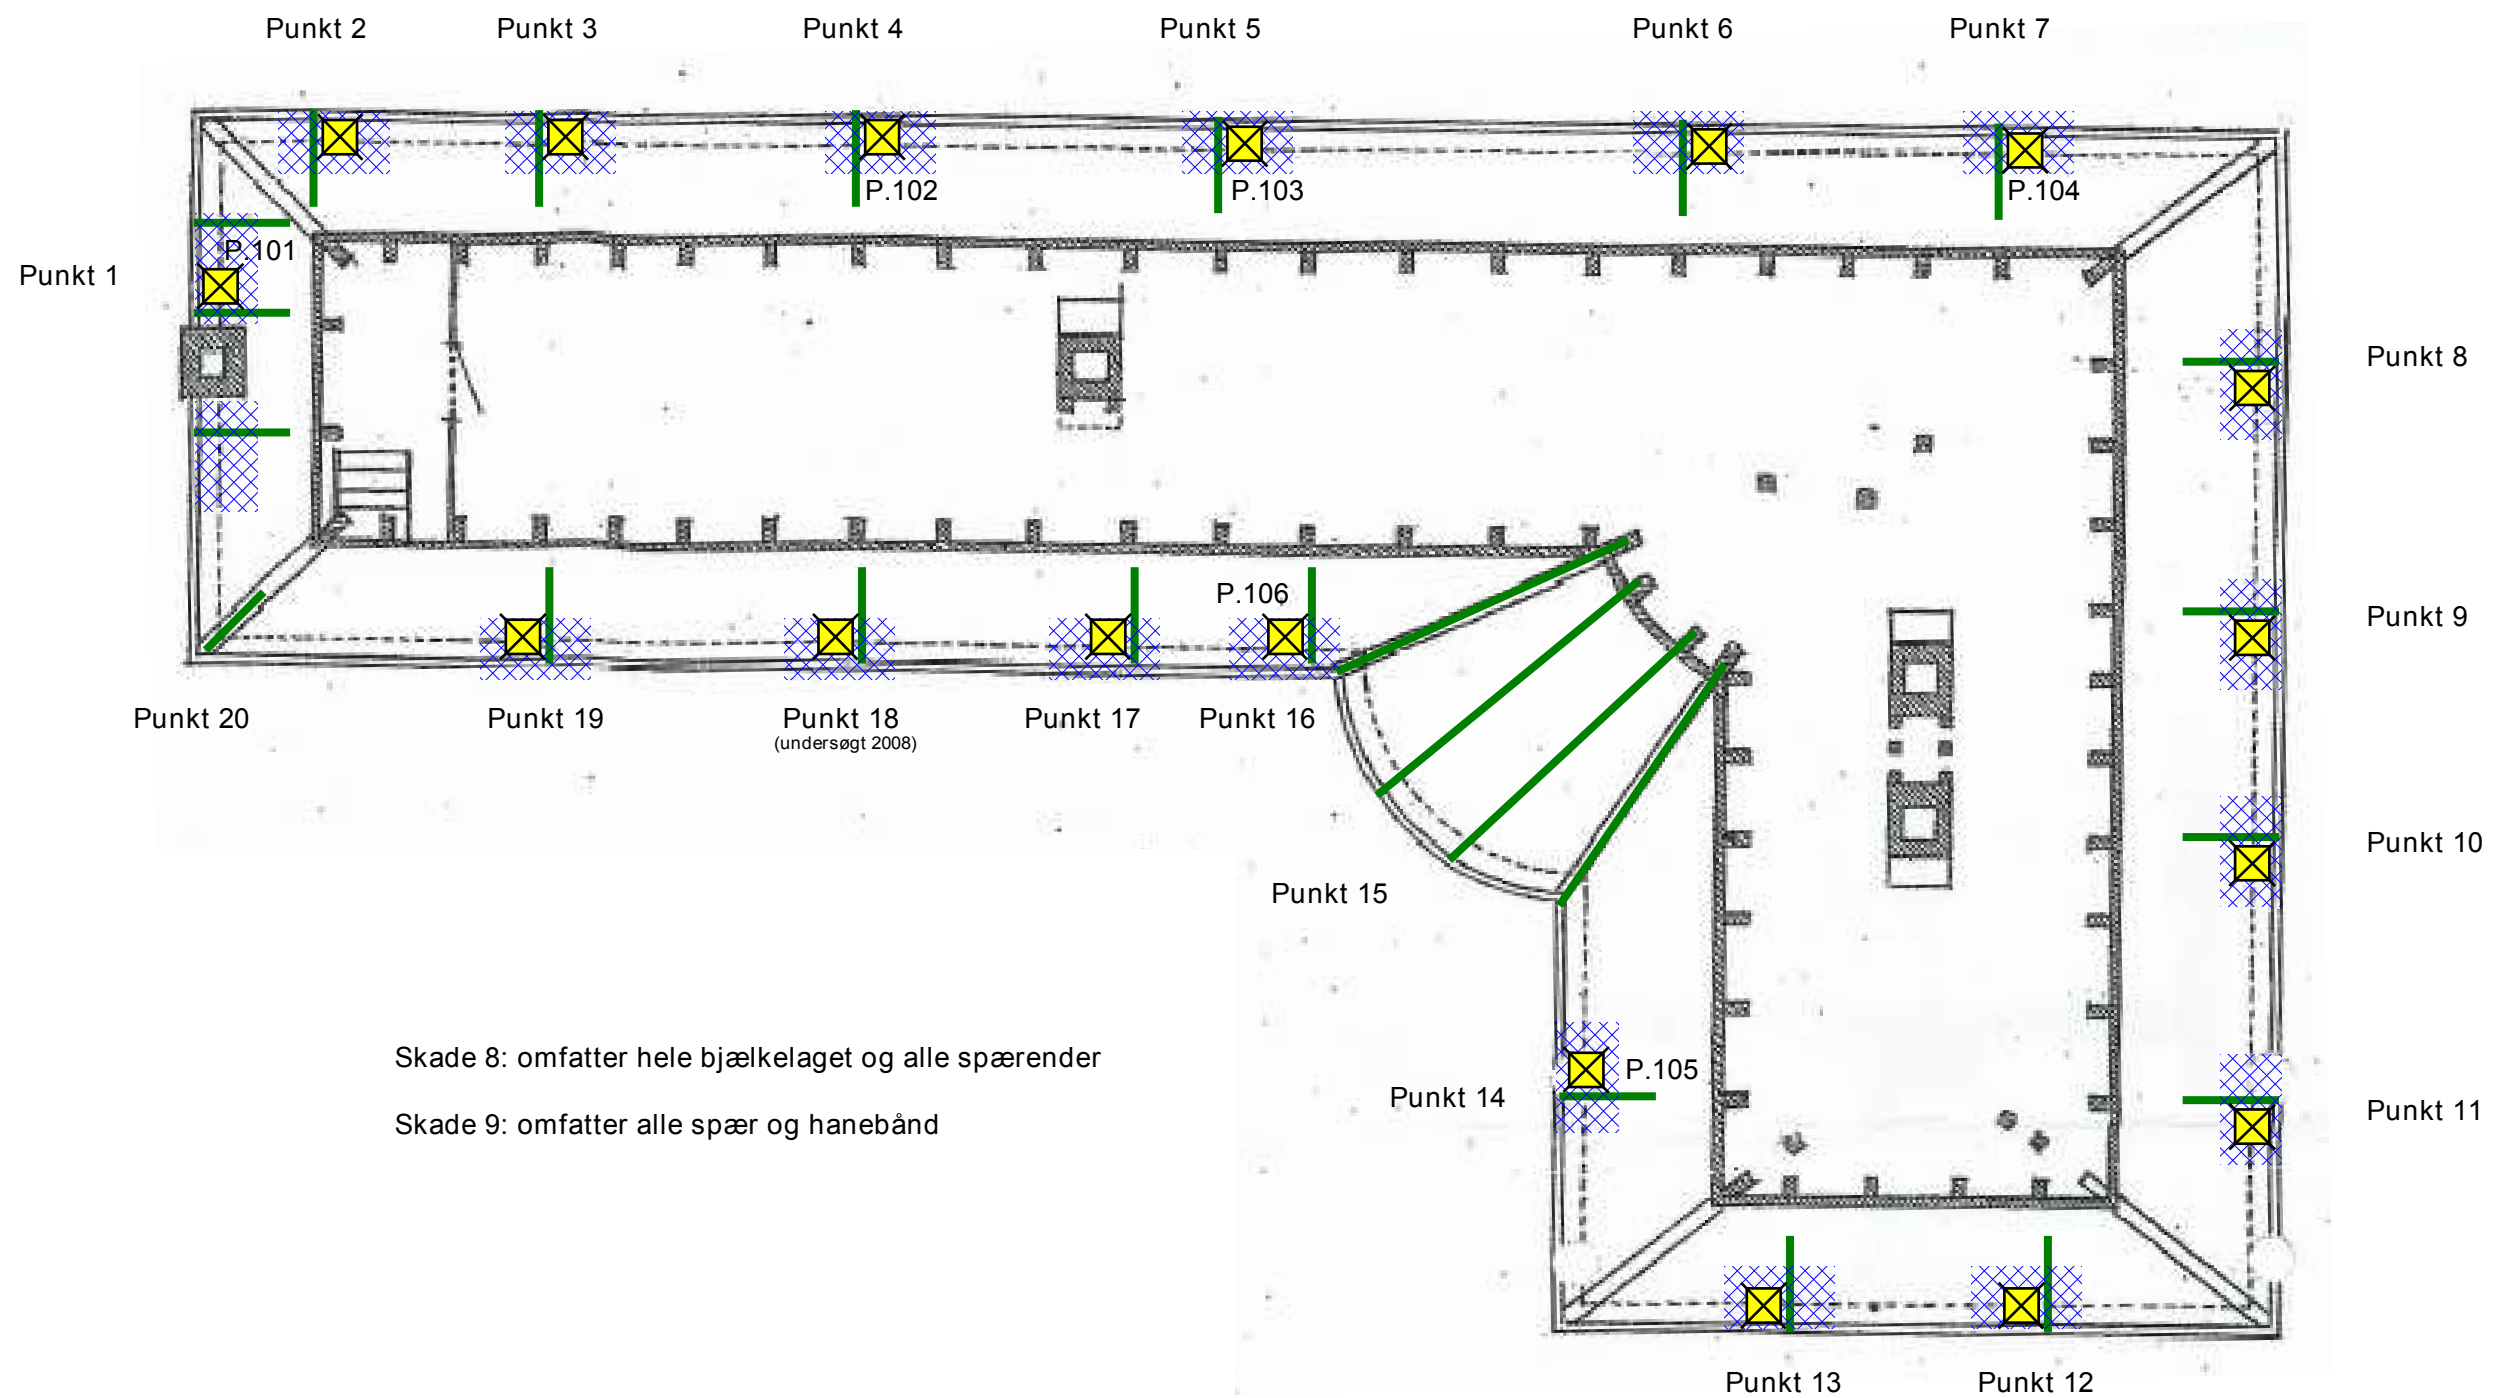 Punkt 2 Punkt 3 Punkt 4 Punkt 5 Punkt 6 Punkt 7
P.102 P.103 P.104
P.101
Punkt 1
Punkt 8
P.106
Punkt 9
Punkt 20 Punkt 19 Punkt 18 Punkt 17 Punkt 16
(undersøgt 2008)
Punkt 10
Punkt 15
Skade 8: omfatter hele bjælkelaget og alle spærender
P.105
Punkt 14
Punkt 11
Skade 9: omfatter alle spær og hanebånd
Punkt 13 Punkt 12